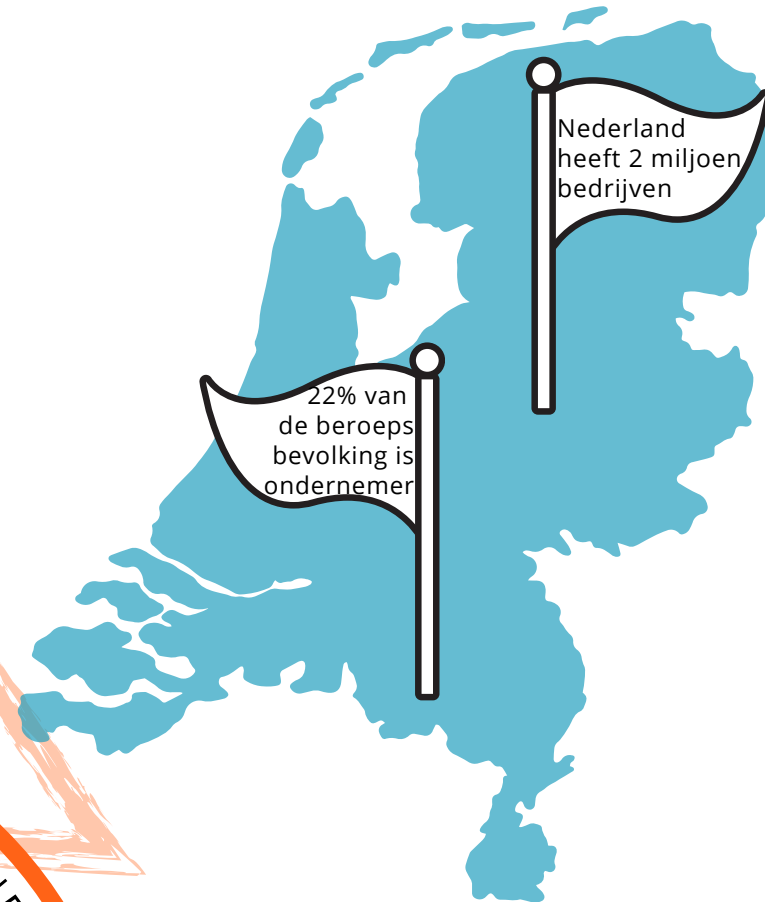 Nederland
heeft 2 miljoen
bedrijven
22% van
de beroeps
bevolking is
ondernemer